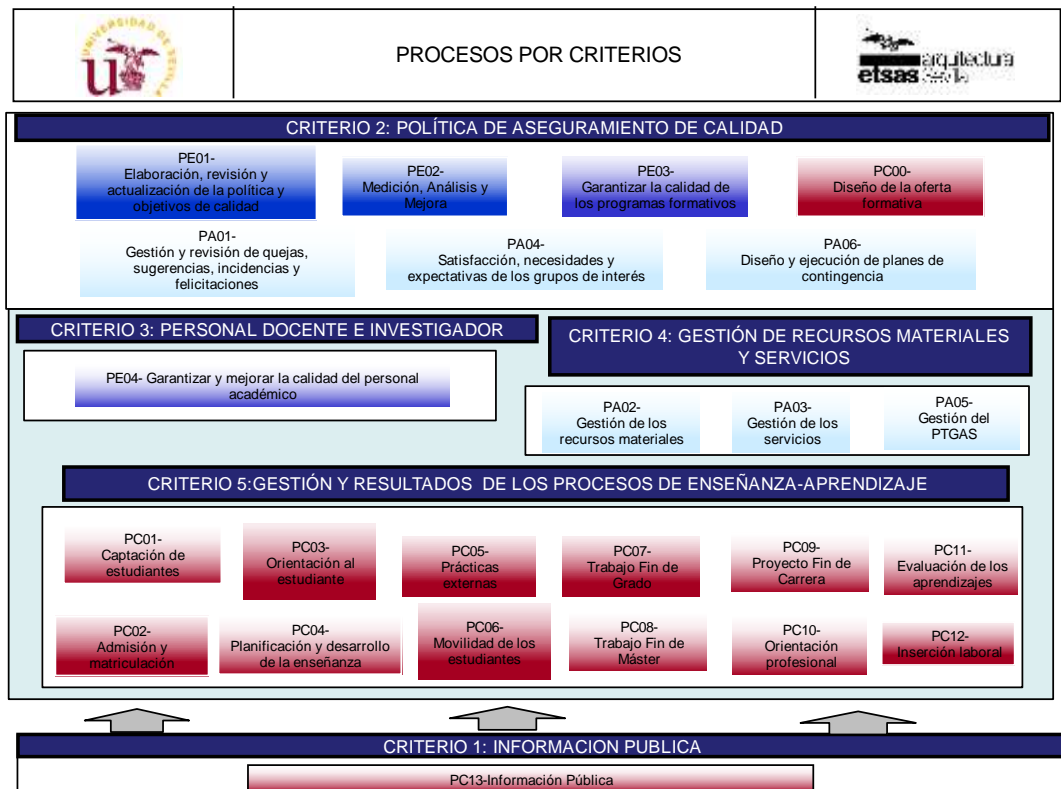 UNIVERSIDAD DE SEVILLA
PROCESOS POR CRITERIOS
arquitectura
etsas Sevilla
CRITERIO 2: POLÍTICA DE ASEGURAMIENTO DE CALIDAD
PE01-
Elaboración, revisión y
actualización de la política y
objetivos de calidad
PE02-
Medición, Análisis y
Mejora
PE03-
Garantizar la calidad de
los programas formativos
PC00-
Diseño de la oferta
formativa
PA01-
Gestión y revisión de quejas,
sugerencias, incidencias y
felicitaciones
PA04-
Satisfacción, necesidades y
expectativas de los grupos de interés
PA06-
Diseño y ejecución de planes de
contingencia
CRITERIO 3: PERSONAL DOCENTE E INVESTIGADOR
PE04- Garantizar y mejorar la calidad del personal
académico
CRITERIO 4: GESTIÓN DE RECURSOS MATERIALES
Y SERVICIOS
PA02-
Gestión de los
recursos materiales
PA03-
Gestión de los
servicios
PA05-
Gestión del
PTGAS
CRITERIO 5:GESTIÓN Y RESULTADOS DE LOS PROCESOS DE ENSEÑANZA-APRENDIZAJE
PC01-
Captación de
estudiantes
PC03-
Orientación al
estudiante
PC05-
Prácticas
externas
PC07-
Trabajo Fin de
Grado
PC09-
Proyecto Fin de
Carrera
PC11-
Evaluación de los
aprendizajes
PC02-
Admisión y
matriculación
PC04-
Planificación y desarrollo
de la enseñanza
PC06-
Movilidad de los
estudiantes
PC08-
Trabajo Fin de
Máster
PC10-
Orientación
profesional
PC12-
Inserción laboral
CRITERIO 1: INFORMACION PUBLICA
PC13-Información Pública